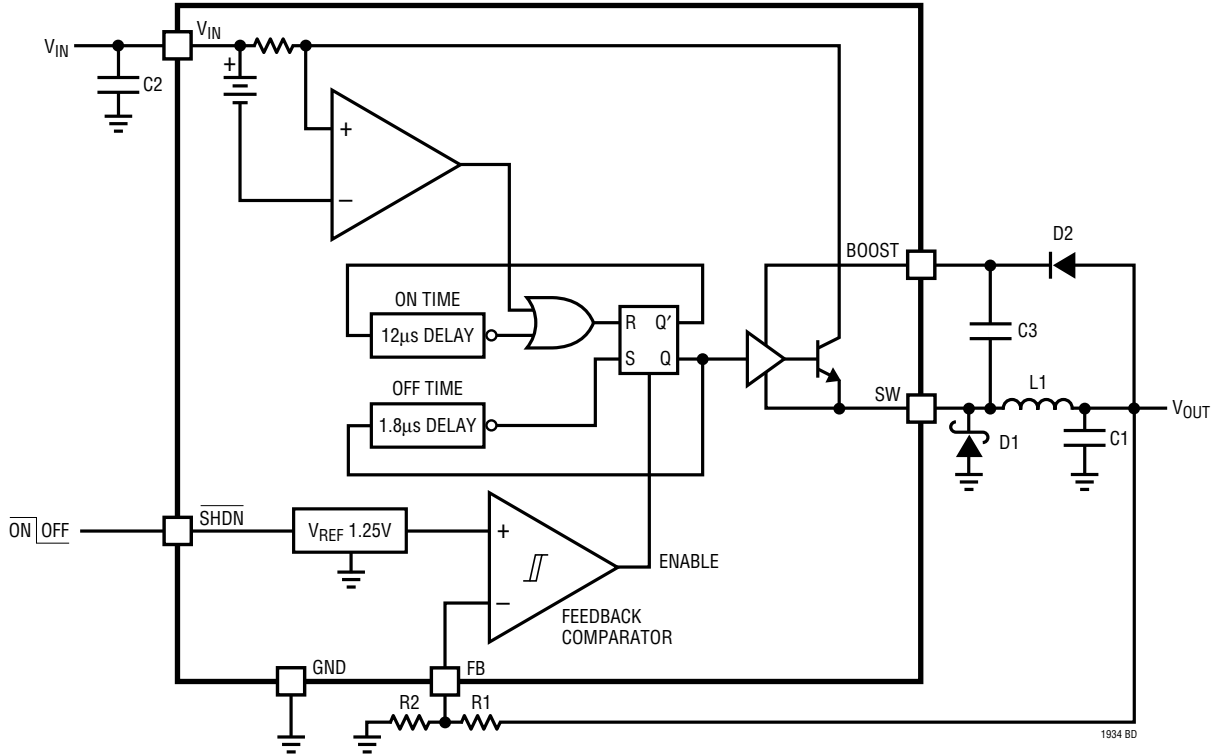 VIN
VIN
C2
+
+
−
BOOST
D2
ON TIME
12µs DELAY
R Q′
S Q
C3
OFF TIME
1.8µs DELAY
SW
L1
VOUT
D1
C1
ON OFF
SHDN
VREF 1.25V
+
−
ENABLE
FEEDBACK
COMPARATOR
GND
FB
R2
R1
1934 BD